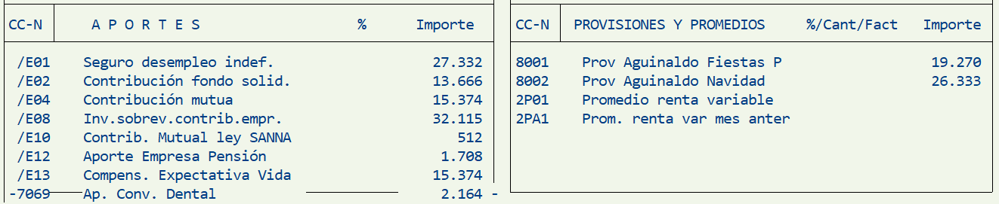 CC-N A P O R T E S % Importe
/E01 Seguro desempleo indef. 27.332
/E02 Contribución fondo solid. 13.666
/E04 Contribución mutua 15.374
/E08 Inv.sobrev.contrib.empr. 32.115
/E10 Contrib. Mutual ley SANNA 512
/E12 Aporte Empresa Pensión 1.708
/E13 Compens. Expectativa Vida 15.374
-7069 Ap. Conv. Dental 2.164 -
CC-N PROVISIONES Y PROMEDIOS %/Cant/Fact Importe
8001 Prov Aguinaldo Fiestas P 19.270
8002 Prov Aguinaldo Navidad 26.333
2P01 Promedio renta variable
2PA1 Prom. renta var mes anter